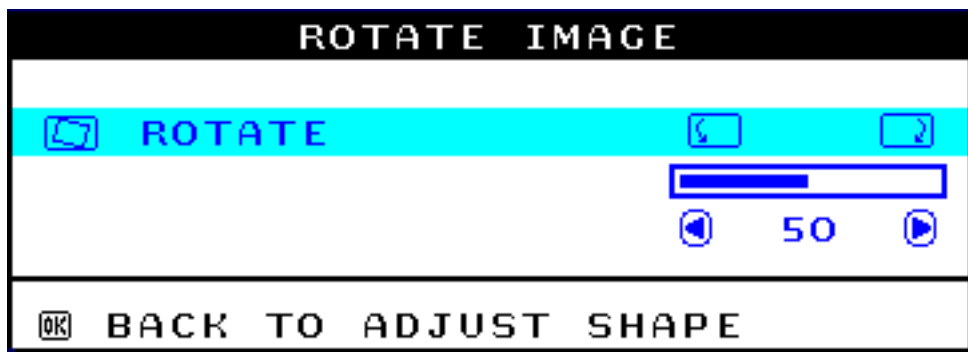 ROTATE IMAGE
ROTATE
50
OK BACK TO ADJUST SHAPE